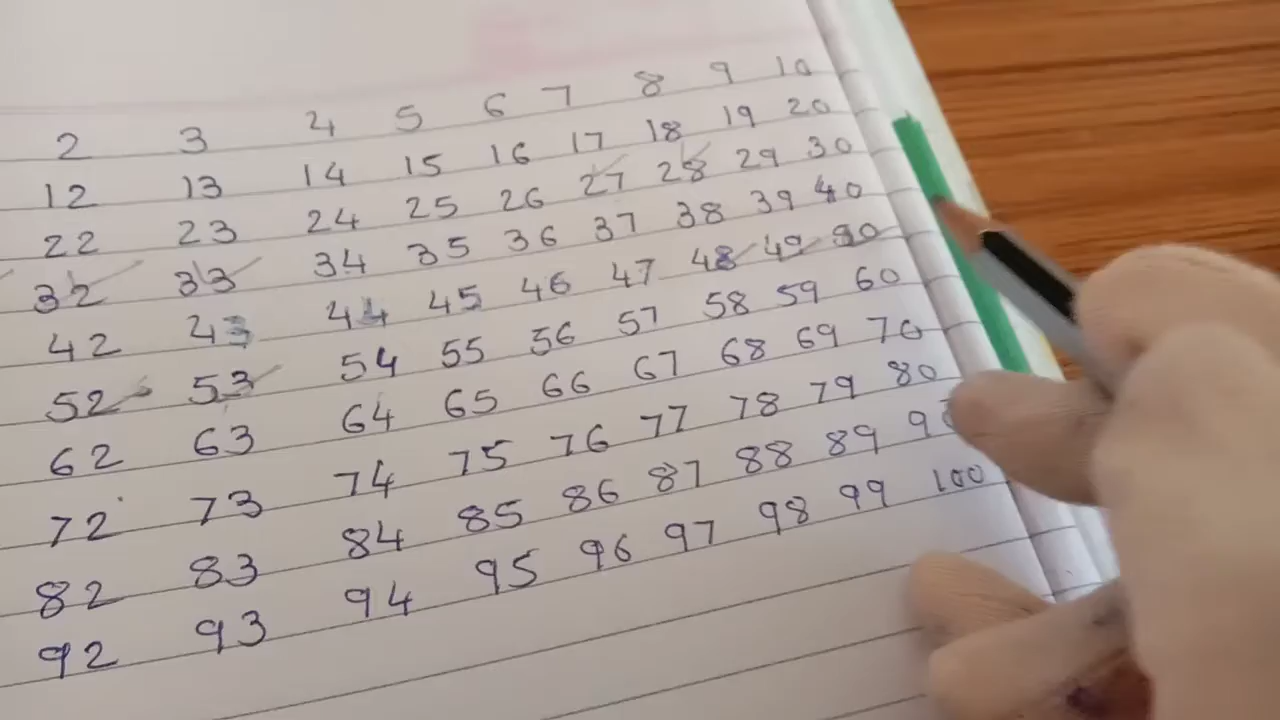 2 3 4 5 6 7 8 9 10
12 13 14 15 16 17 18 19 20
22 23 24 25 26 27 28 29 30
32 33 34 35 36 37 38 39 40
42 43 44 45 46 47 48 49
52 53 54 55 56 57 58 59 60
62 63 64 65 66 67 68 69 70
72 73 74 75 76 77 78 79 80
82 83 84 85 86 87 88 89
92 93 94 95 96 97 98 99 100